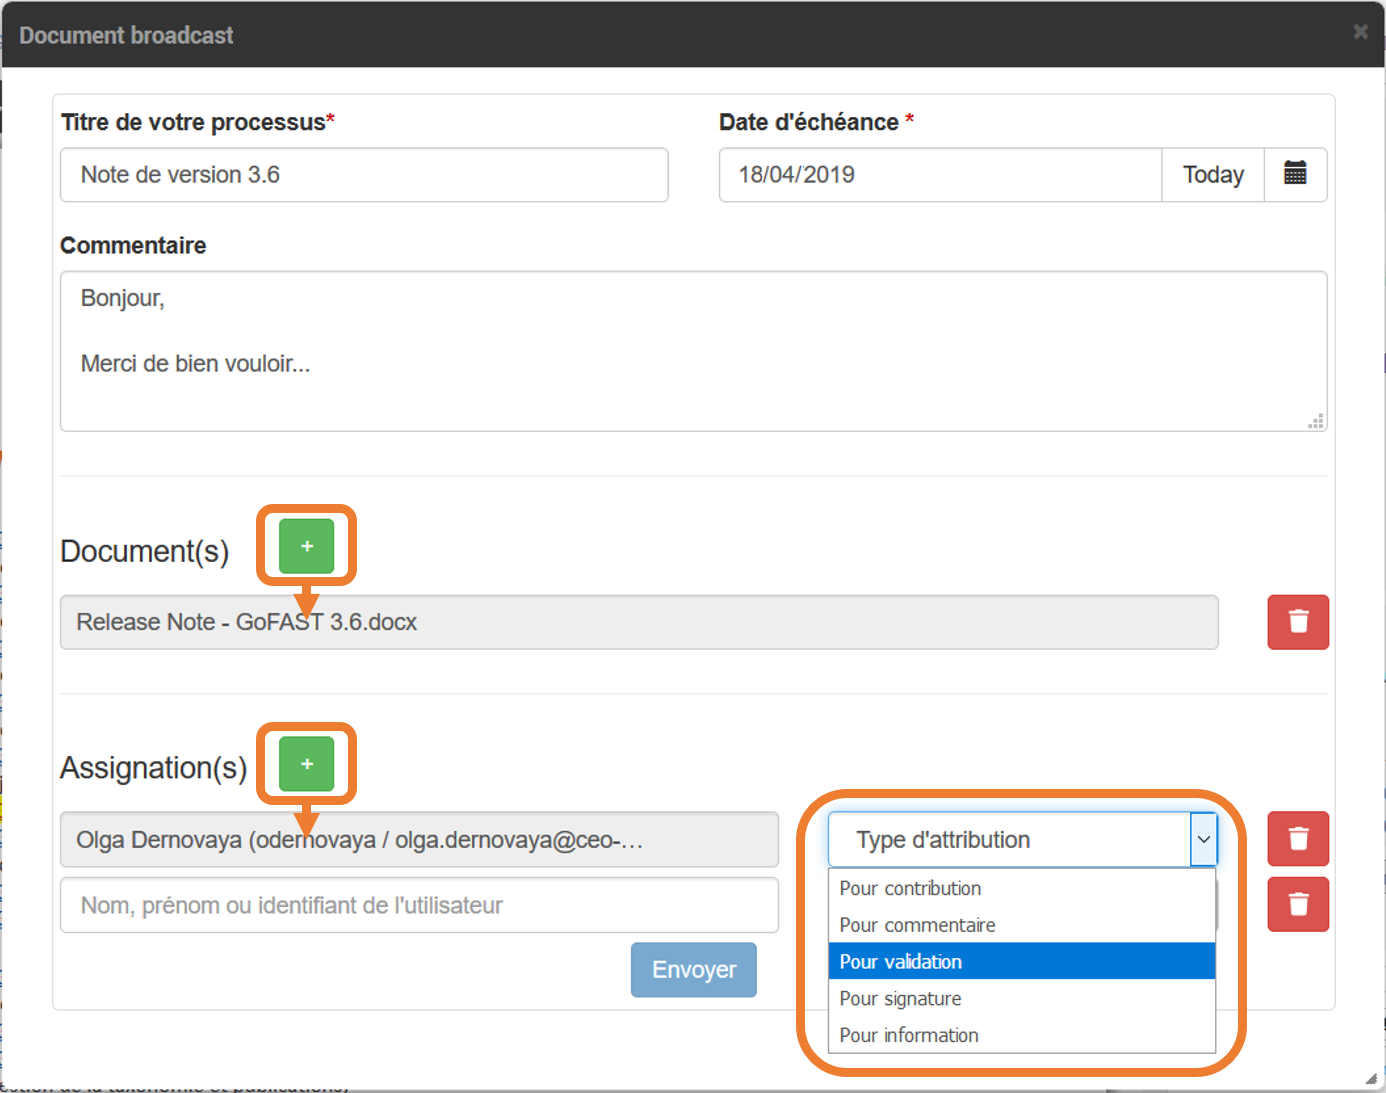 Document broadcast
×
Titre de votre processus*
Date d'échéance *
Note de version 3.6
18/04/2019
Today
Commentaire
Bonjour,
Merci de bien vouloir...
Document(s)
+
Release Note - GoFAST 3.6.docx
Assignation(s)
+
Olga Dernovaya (odernovaya / olga.dernovaya@ceo-...
Type d'attribution
Nom, prénom ou identifiant de l'utilisateur
Pour contribution
Pour commentaire
Pour validation
Pour signature
Pour information
Envoyer